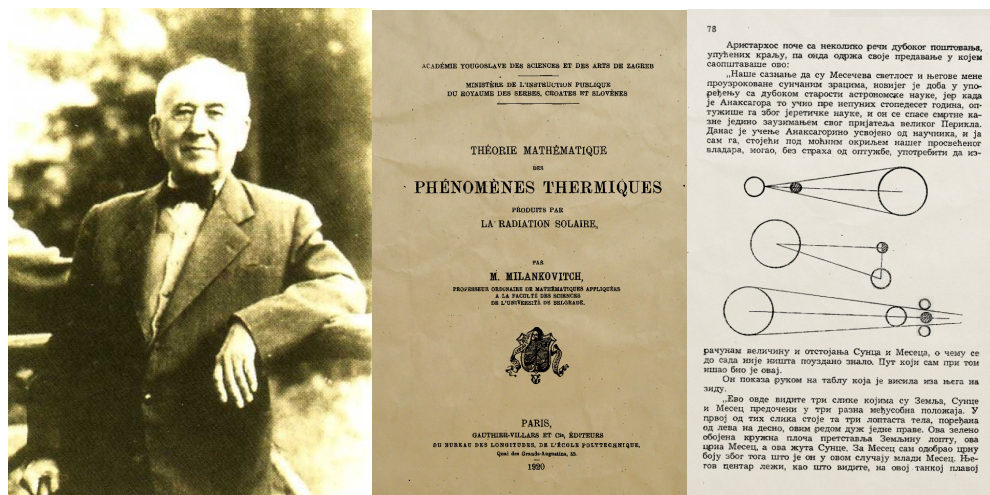 ACADÉMIE YOUGOSLAVE DES SCIENCES ET DES ARTS DE ZAGREB
MINISTÈRE DE L'INSTRUCTION PUBLIQUE
DU ROYAUME DES SERBES, CROATES ET SLOVÈNES
THÉORIE MATHÉMATIQUE
DES
PHÉNOMÈNES THERMIQUES
PRODUITS PAR
LA RADIATION SOLAIRE,
PAR
M. MILANKOVITCH,
PROFESSEUR ORDINAIRE DE MATHÉMATIQUES APPLIQUÉES
A LA FACULTÉ DES SCIENCES
DE L'UNIVERSITÉ DE BELGRADE.
PARIS,
GAUTHIER-VILLARS ET Cie, ÉDITEURS
DU BUREAU DES LONGITUDES, DE L'ÉCOLE POLYTECHNIQUE,
Quai des Grands-Augustins, 55.
1920
78
Аристархос поче са неколико речи дубоког поштовања,
упућених краљу, па онда одржа своје предавање у којем
саопштаваше ово:
„Наше сазнање да су Месечева светлост и његове мене
проузроковане сунчаним зрацима, новијег је доба у упо-
ређењу са дубоком старости астрономске науке, јер када
је Анаксагора то учио пре непуних стопедесет година, оп-
тужише га због јеретичке науке, и он се спасе смртне ка-
зне једино заузимањем свог пријатеља великог Перикла.
Данас је учење Анаксагорино усвојено од научника, и ја
сам га, стојећи под моћним окриљем нашег просвећеног
владара, могао, без страха од оптужбе, употребити да из-
рачунам величину и отстојања Сунца и Месеца, о чему се
до сада није ништа поуздано знало. Пут који сам при том
ишао био је овај.
Он показа руком на таблу која је висила иза њега на
зиду.
„Ево овде видите три слике којима су Земља, Сунце
и Месец предочени у три разна међусобна положаја. У
првој од тих слика стоје та три лоптаста тела, поређана
од лева на десно, овим редом дуж једне праве. Ова зелено
обојена кружна плоча претставља Земљину лопту, ова
црна Месец, а ова жута Сунце. За Месец сам одобрао црну
боју због тога што је он у овом случају млади Месец. Ње-
гов центар лежи, као што видите, на овој танкој плавој